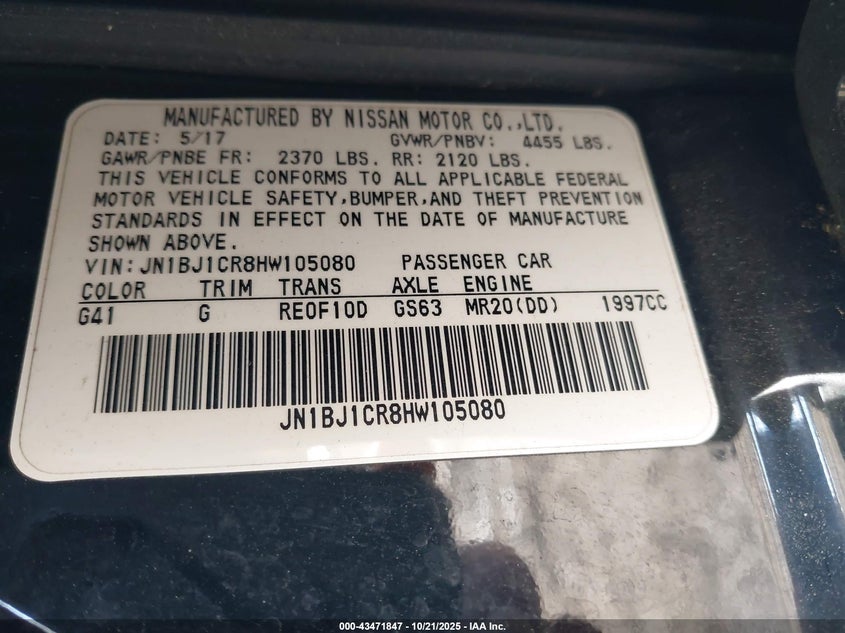 MANUFACTURED BY NISSAN MOTOR CO.,LTD.
DATE: 5/17 GVWR/PNBV: 4455 LBS.
GAWR/PNBE FR: 2370 LBS. RR: 2120 LBS.
THIS VEHICLE CONFORMS TO ALL APPLICABLE FEDERAL
MOTOR VEHICLE SAFETY,BUMPER,AND THEFT PREVENTION
STANDARDS IN EFFECT ON THE DATE OF MANUFACTURE
SHOWN ABOVE.
VIN:JN1BJ1CR8HW105080 PASSENGER CAR
COLOR TRIM TRANS AXLE ENGINE
G41 G RE0F10D GS63 MR20(DD) 1997CC
JN1BJ1CR8HW105080
000-43471847 - 10/21/2025 - IAA Inc.